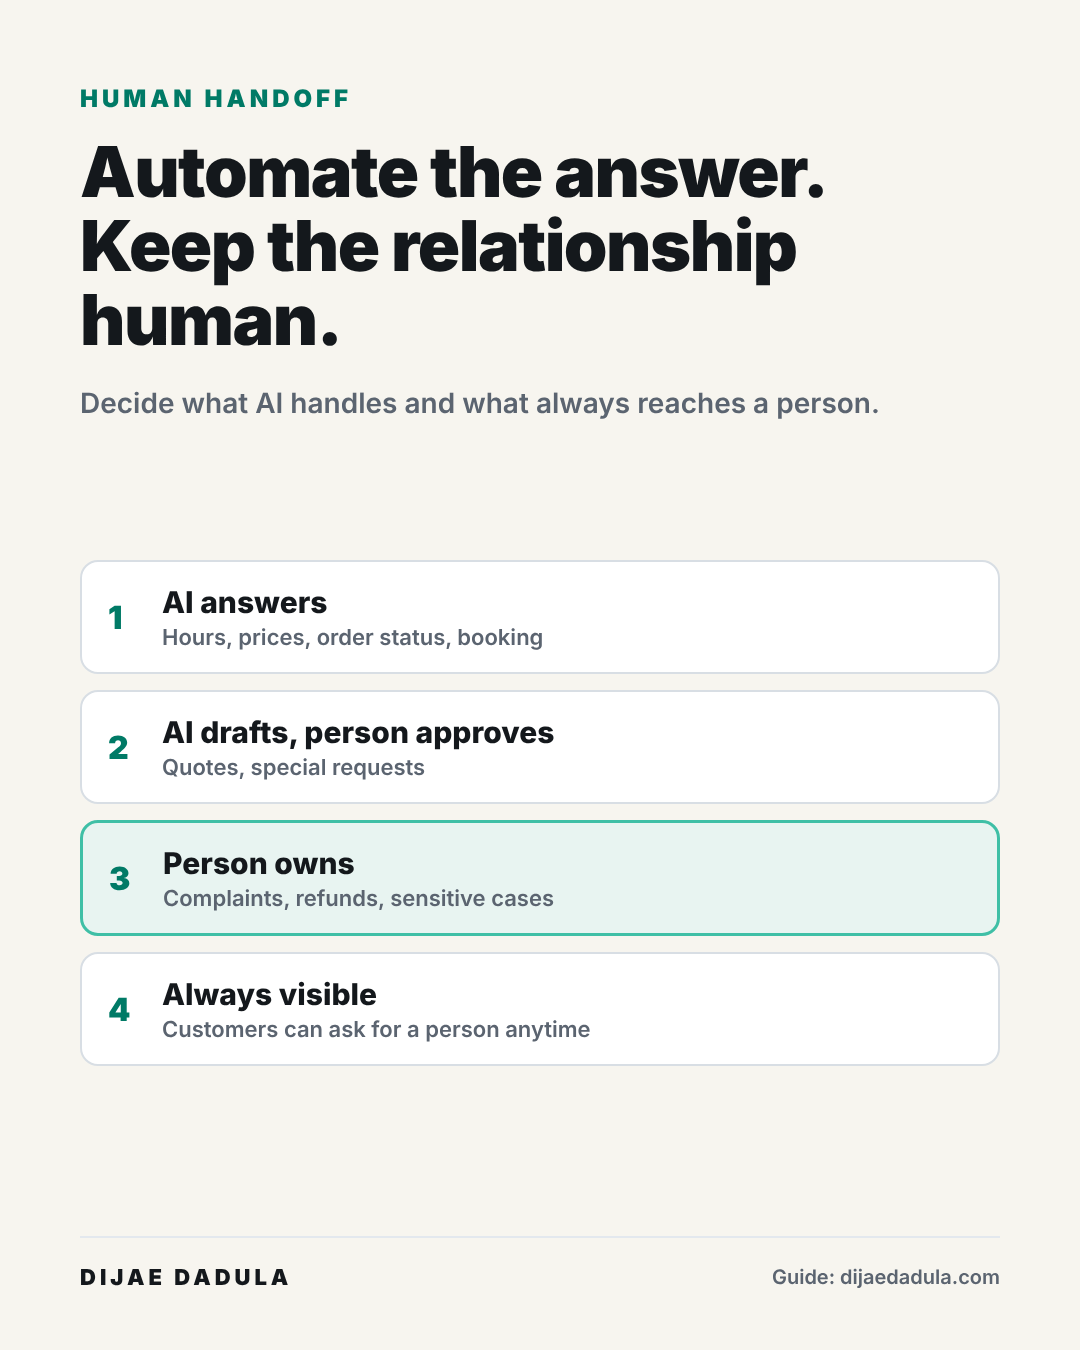 HUMAN HANDOFF
Automate the answer.
Keep the relationship
human.
Decide what AI handles and what always reaches a person.
1
AI answers
Hours, prices, order status, booking
2
AI drafts, person approves
Quotes, special requests
3
Person owns
Complaints, refunds, sensitive cases
4
Always visible
Customers can ask for a person anytime
DIJAE DADULA
Guide: dijaedadula.com